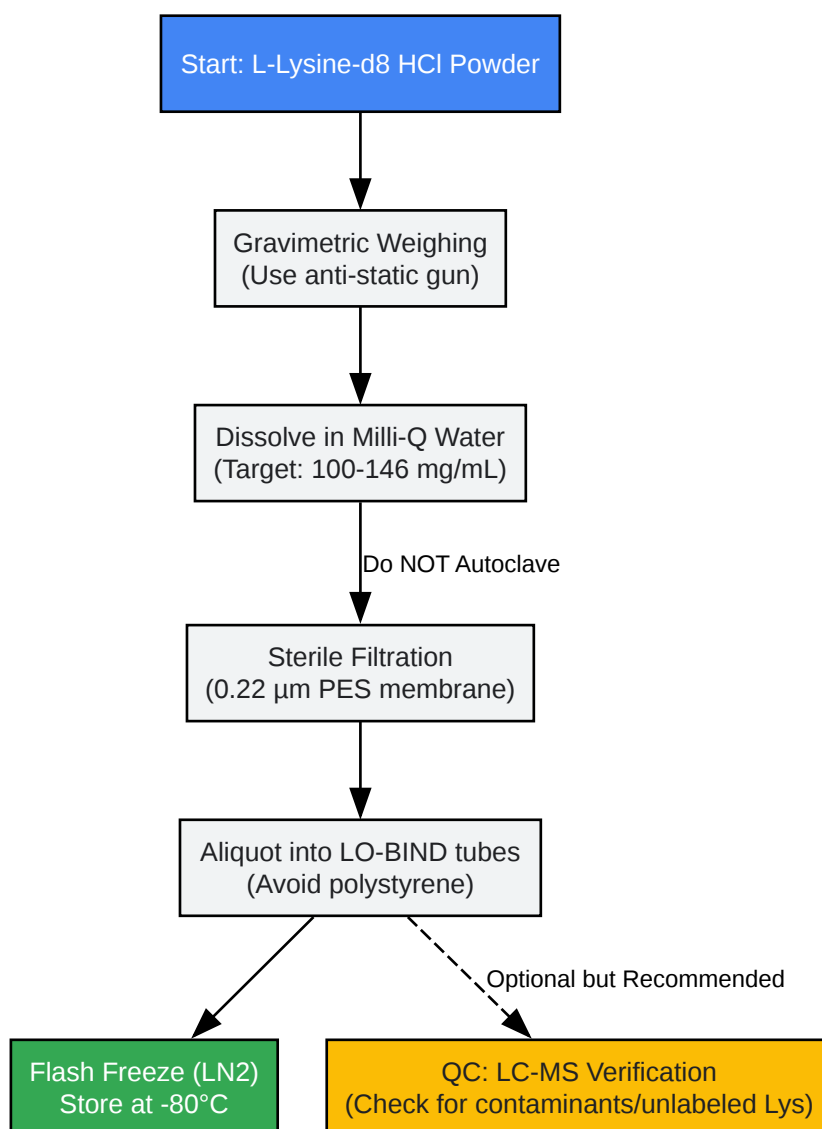 Start: L-Lysine-d8 HCl Powder
Gravimetric Weighing
(Use anti-static gun)
Dissolve in Milli-Q Water
(Target: 100-146 mg/mL)
Do NOT Autoclave
Sterile Filtration
(0.22 µm PES membrane)
Aliquot into LO-BIND tubes
(Avoid polystyrene)
Optional but Recommended
Flash Freeze (LN2)
Store at -80°C
QC: LC-MS Verification
(Check for contaminants/unlabeled Lys)